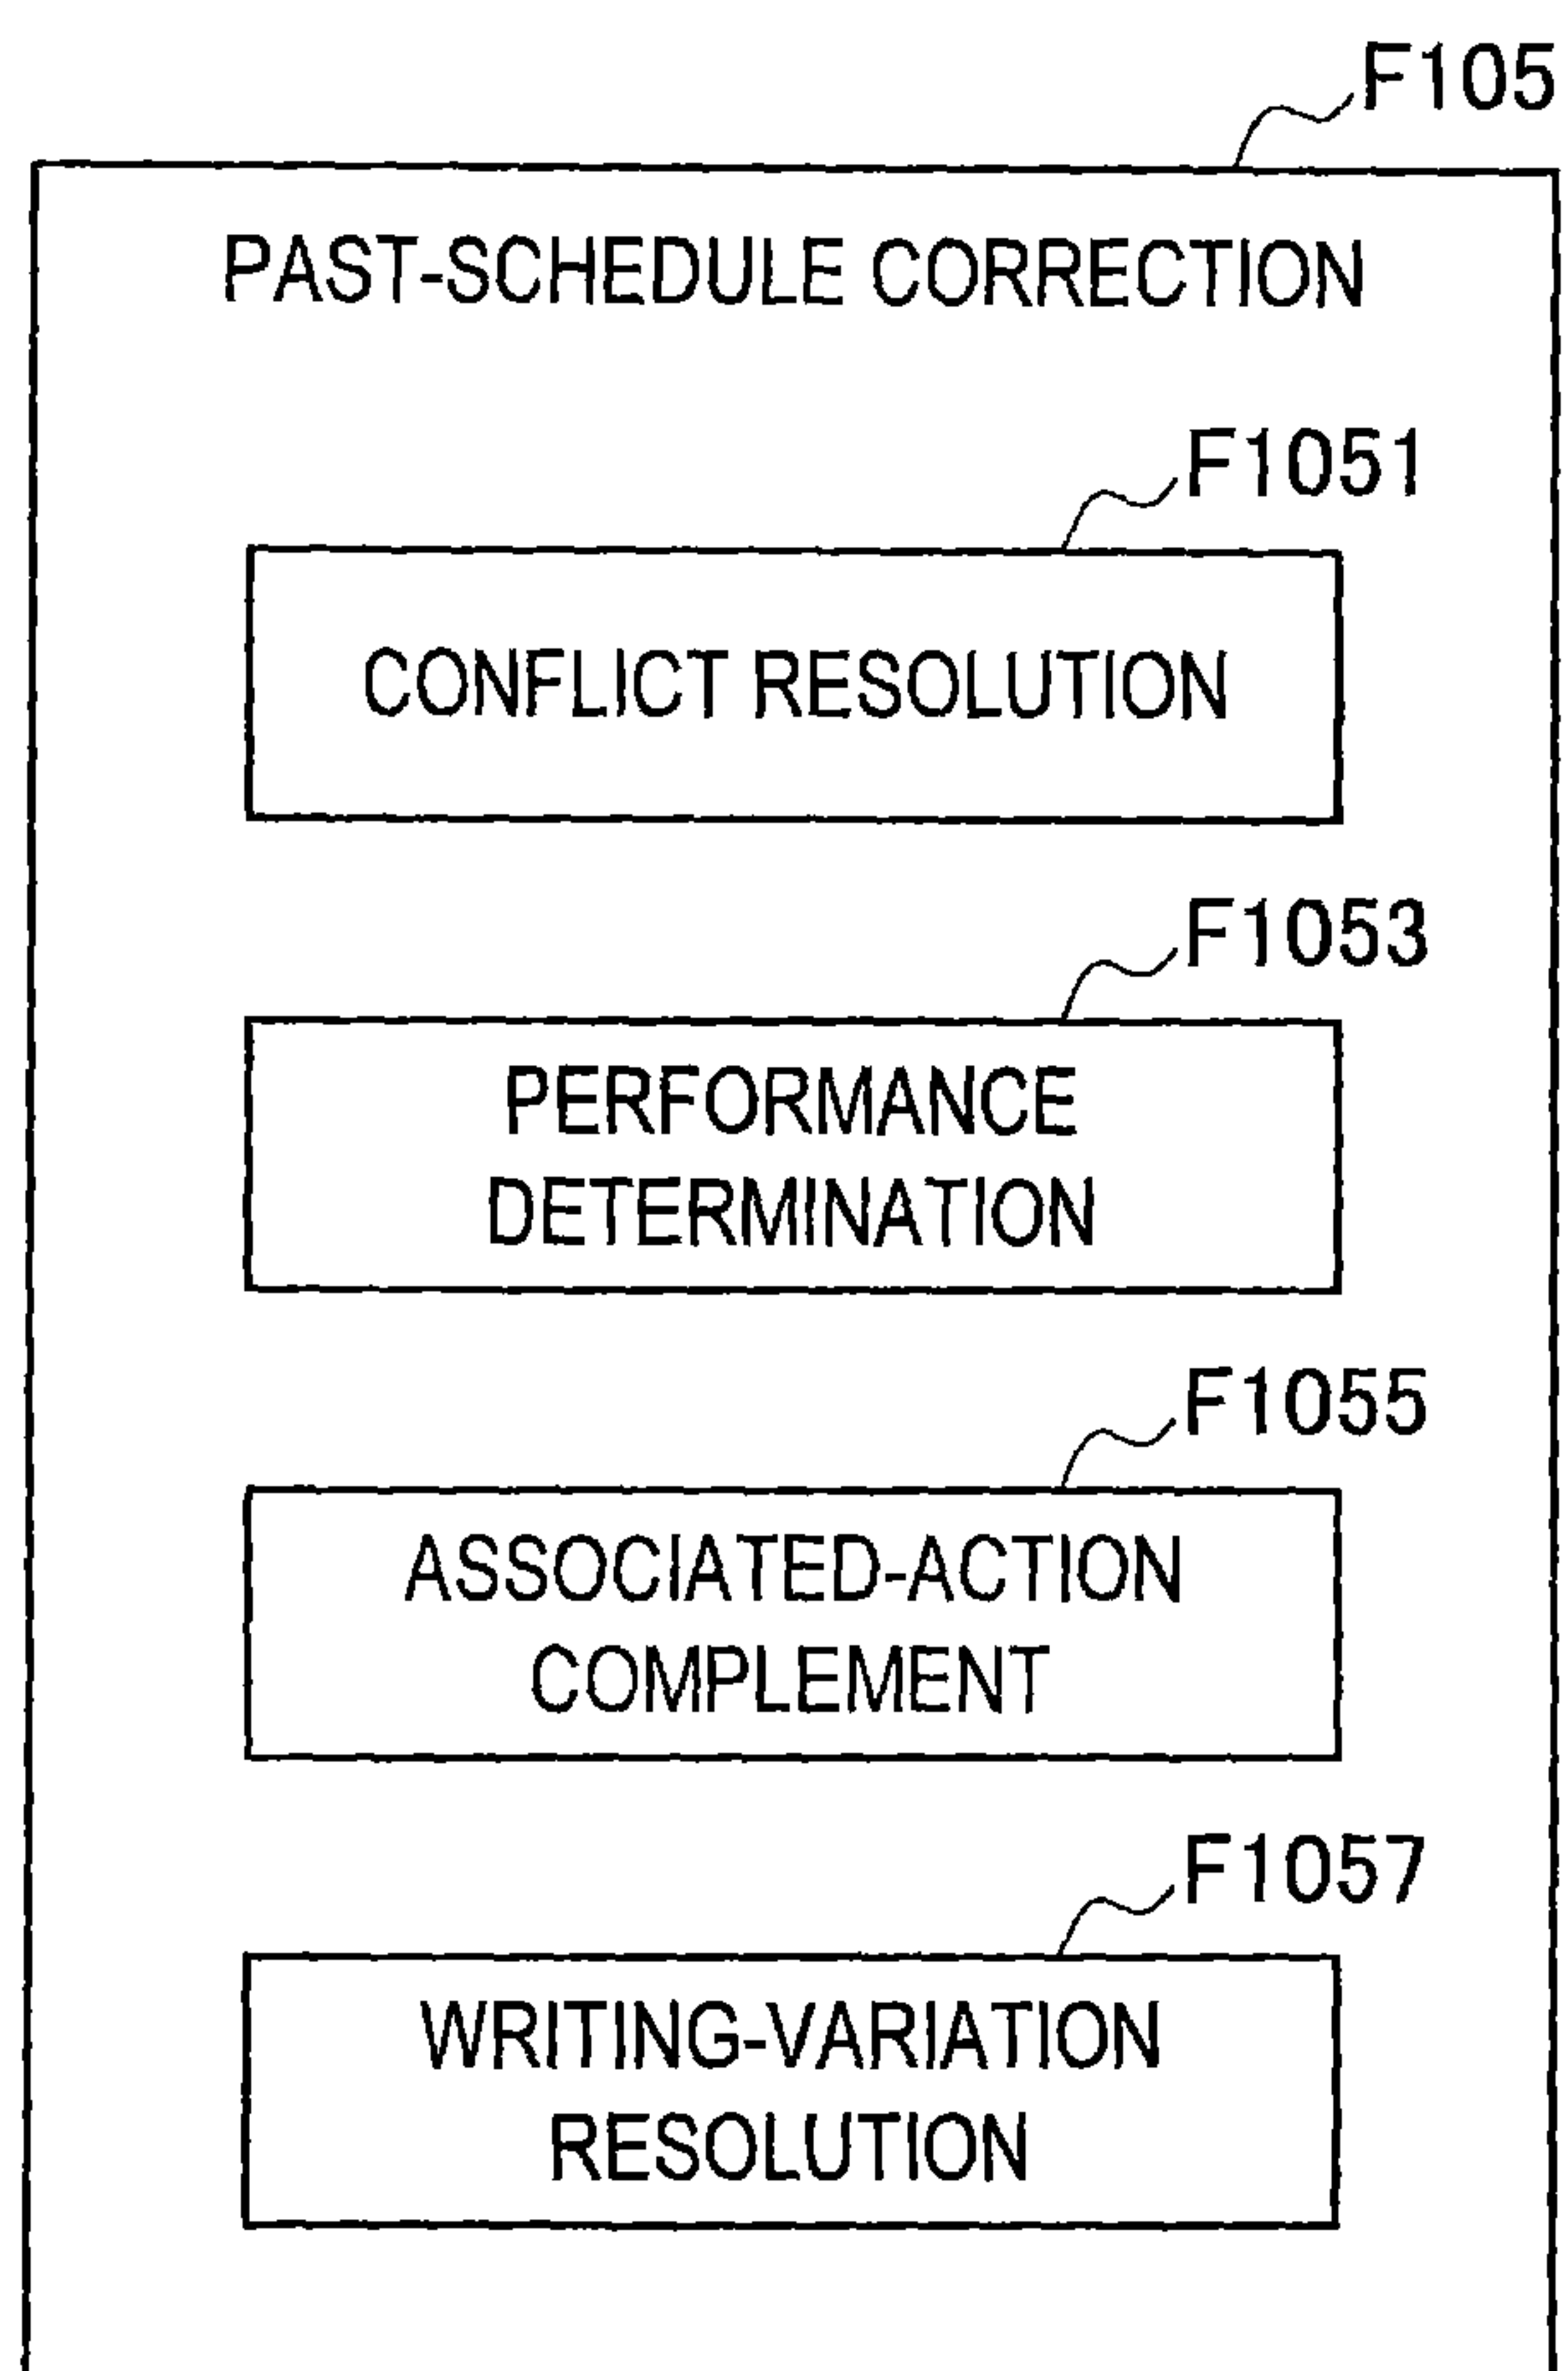 F105
PAST-SCHEDULE CORRECTION
F1051
CONFLICT RESOLUTION
F1053
PERFORMANCE
DETERMINATION
F1055
ASSOCIATED-ACTION
COMPLEMENT
F1057
WRITING-VARIATION
RESOLUTION